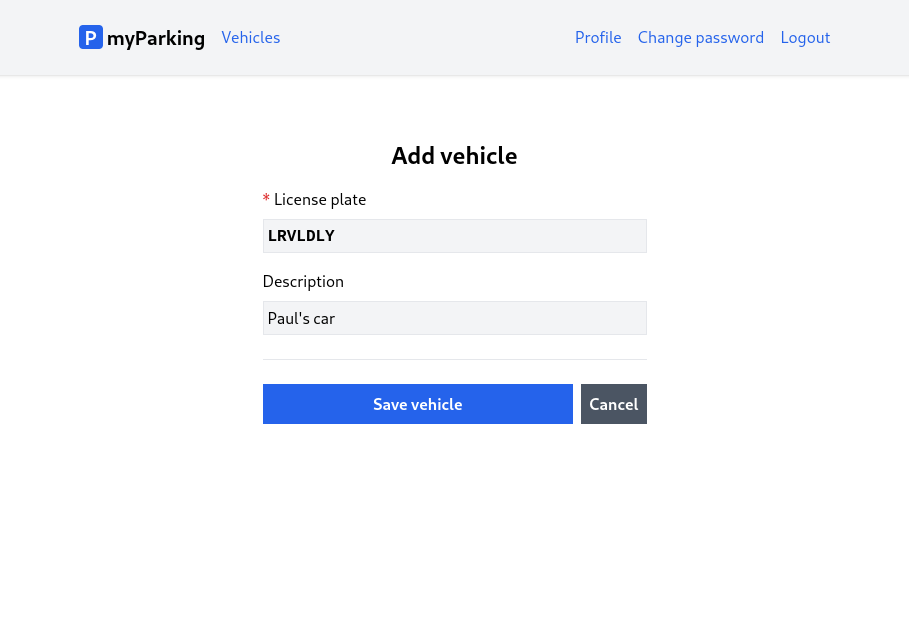 P myParking Vehicles Profile Change password Logout
Add vehicle
* License plate
LRVLDLY
Description
Paul's car
Save vehicle Cancel